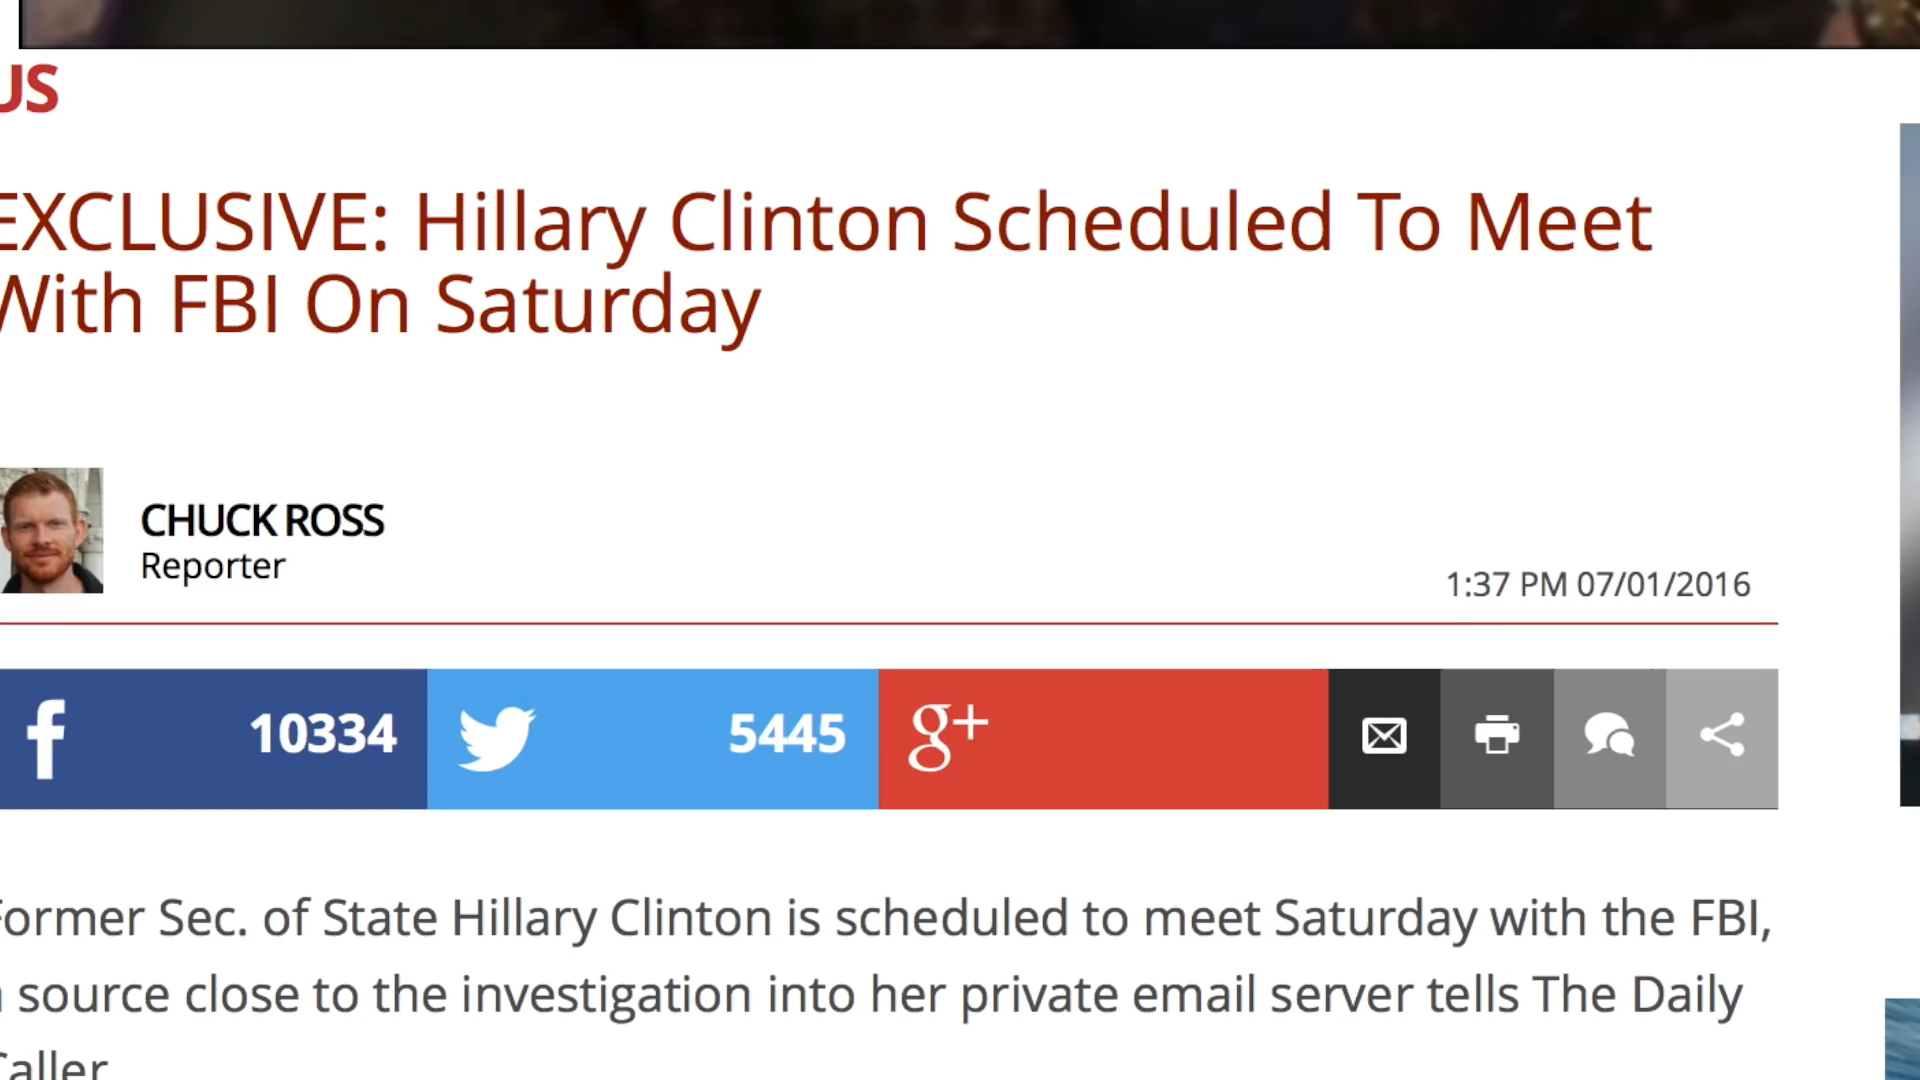 US
EXCLUSIVE: Hillary Clinton Scheduled To Meet
With FBI On Saturday
CHUCK ROSS
Reporter
1:37 PM 07/01/2016
f 10334 5445 g+
Former Sec. of State Hillary Clinton is scheduled to meet Saturday with the FBI,
a source close to the investigation into her private email server tells The Daily
Caller